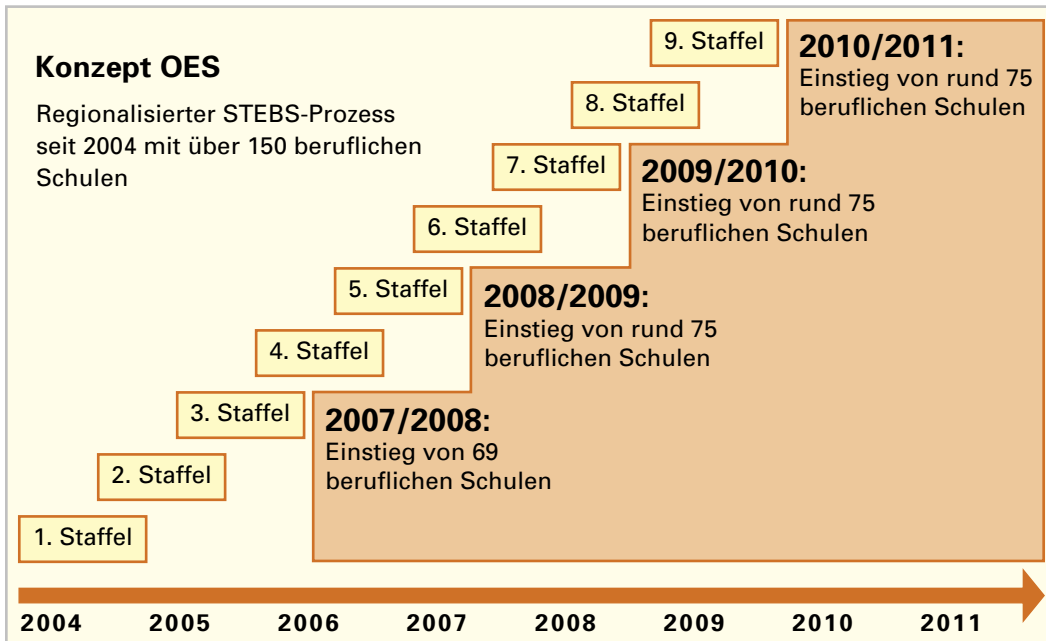 Konzept OES
Regionalisierter STEBS-Prozess
seit 2004 mit über 150 beruflichen
Schulen
9. Staffel
8. Staffel
7. Staffel
6. Staffel
5. Staffel
4. Staffel
3. Staffel
2. Staffel
1. Staffel
2010/2011:
Einstieg von rund 75
beruflichen Schulen
2009/2010:
Einstieg von rund 75
beruflichen Schulen
2008/2009:
Einstieg von rund 75
beruflichen Schulen
2007/2008:
Einstieg von 69
beruflichen Schulen
2004 2005 2006 2007 2008 2009 2010 2011